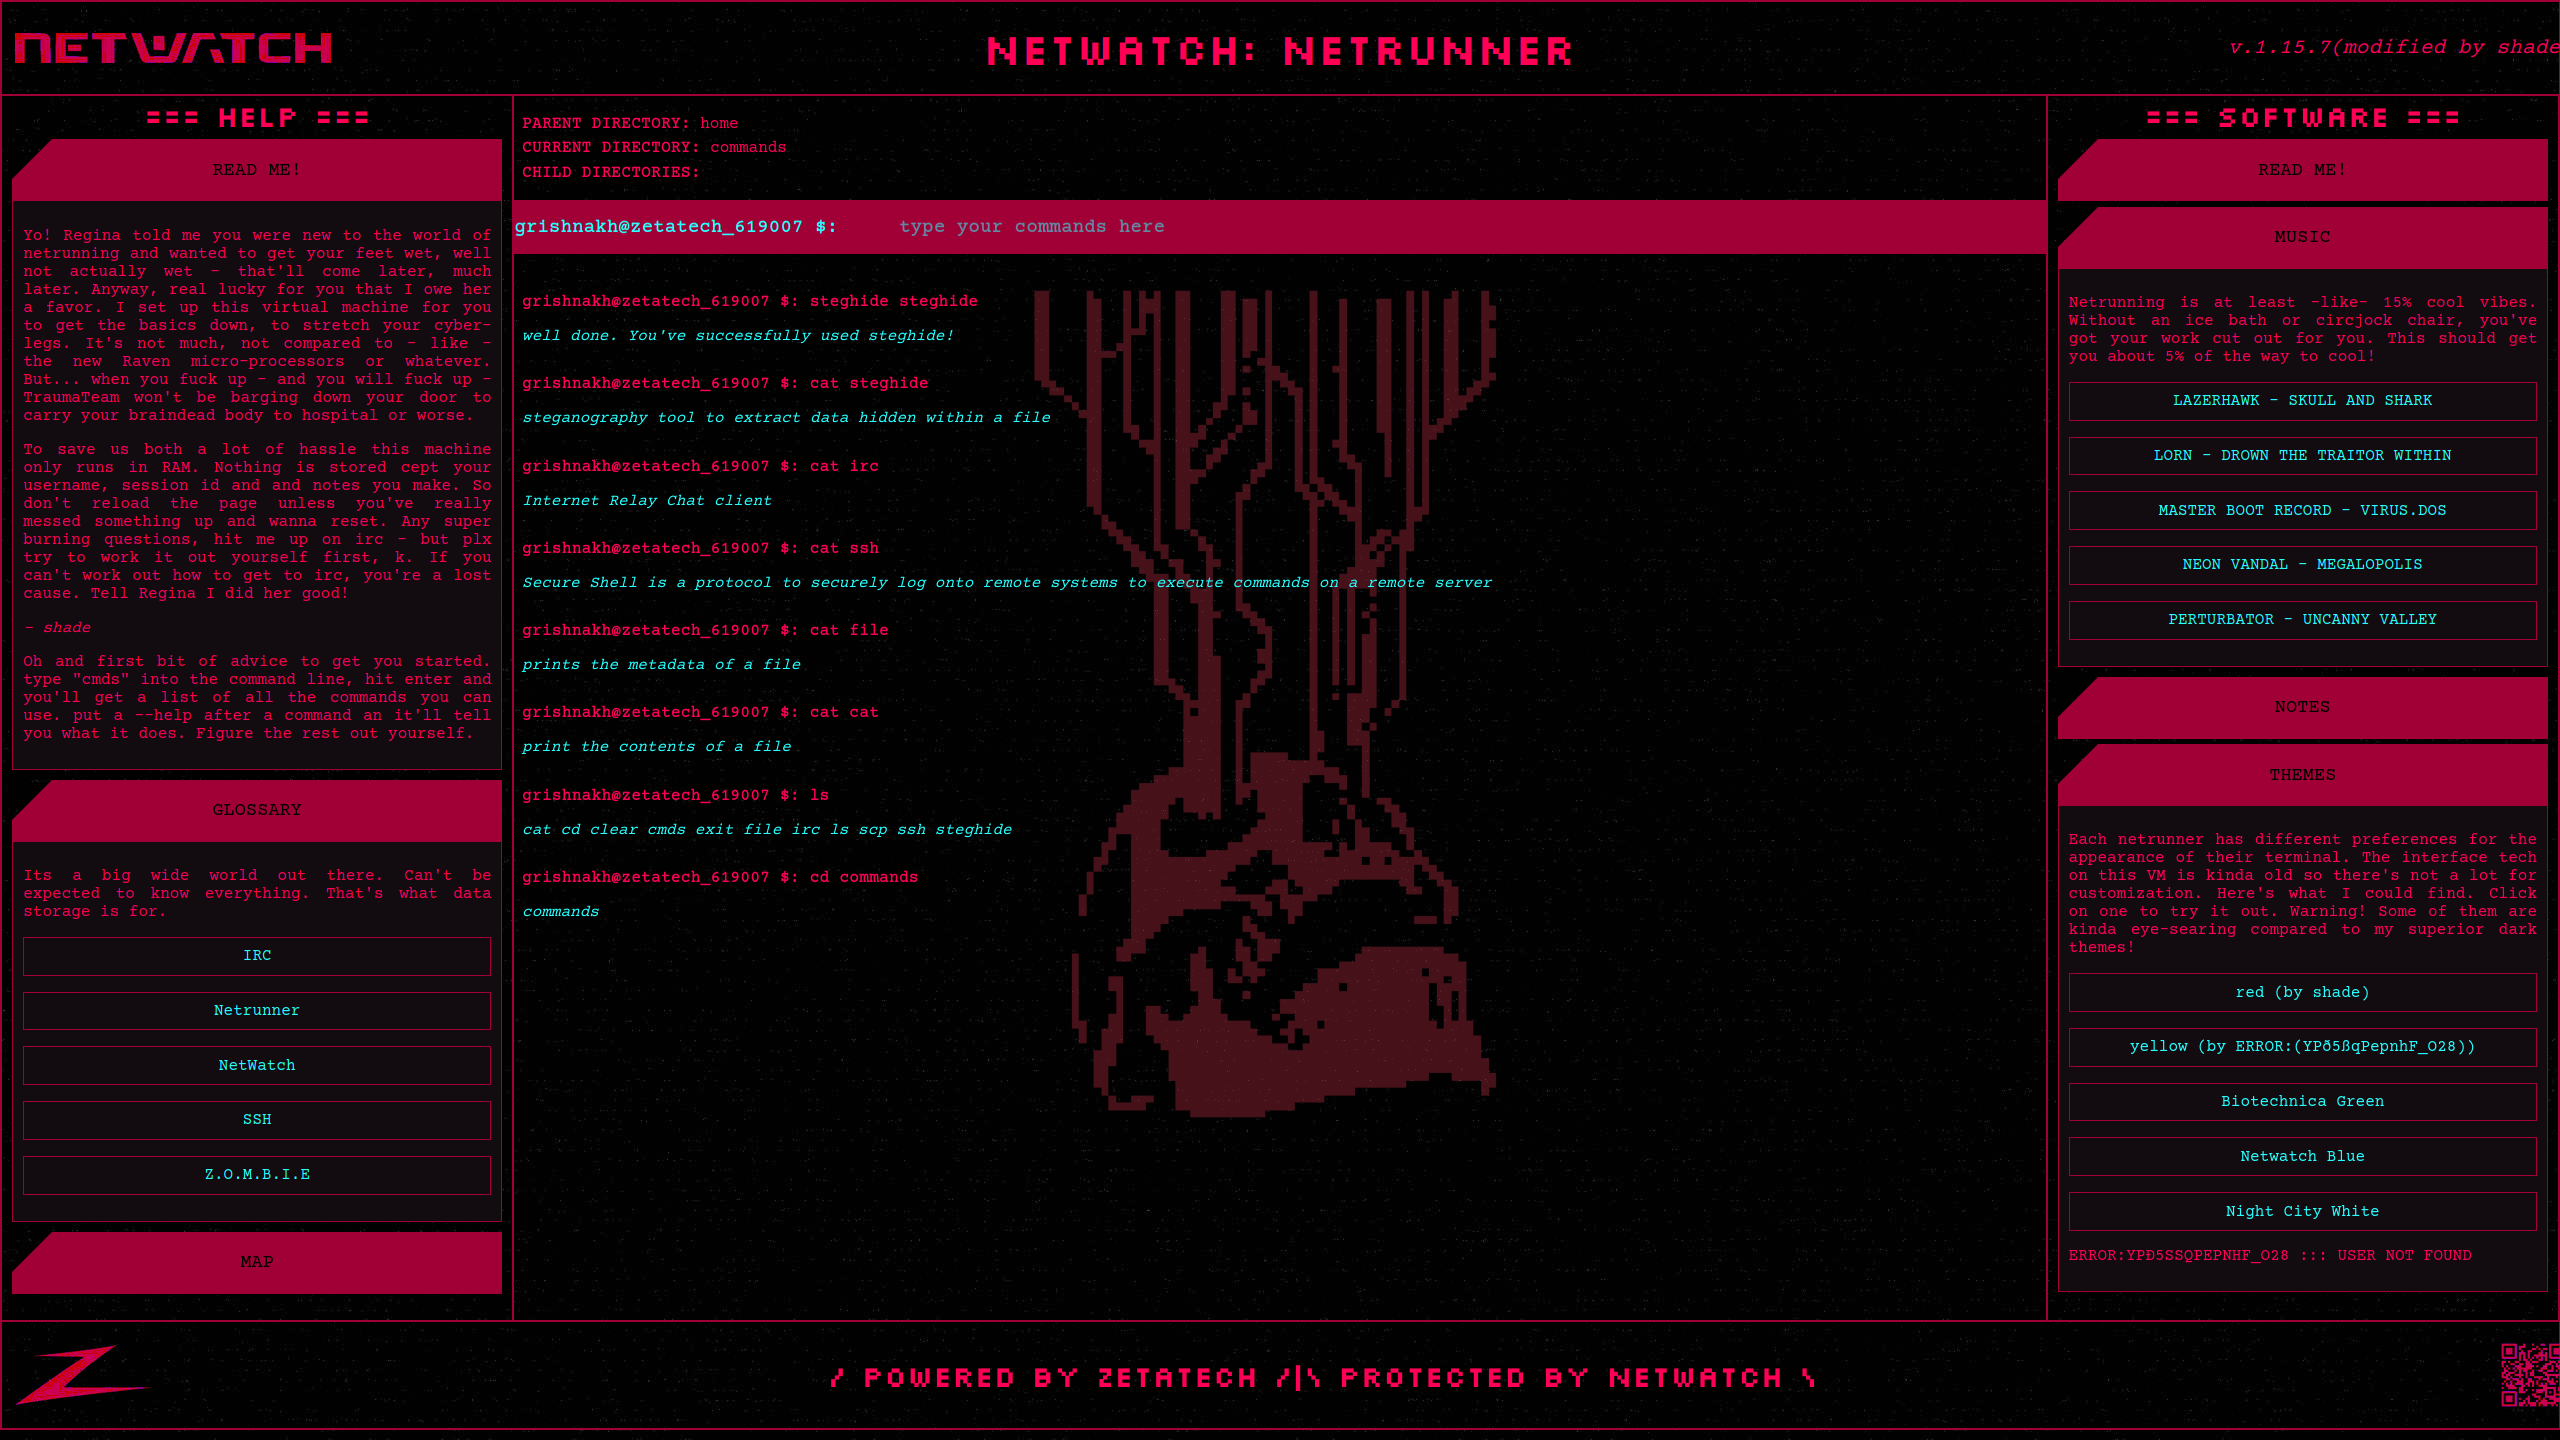 NETWATCH
NETWATCH: NETRUNNER
v.1.15.7(modified by shade
=== HELP ===
READ ME!
Yo! Regina told me you were new to the world of
netrunning and wanted to get your feet wet, well
not actually wet - that'll come later, much
later. Anyway, real lucky for you that I owe her
a favor. I set up this virtual machine for you
to get the basics down, to stretch your cyber-
legs. It's not much, not compared to - like -
the new Raven micro-processors or whatever.
But... when you fuck up - and you will fuck up -
TraumaTeam won't be barging down your door to
carry your braindead body to hospital or worse.
To save us both a lot of hassle this machine
only runs in RAM. Nothing is stored cept your
username, session id and and notes you make. So
don't reload the page unless you've really
messed something up and wanna reset. Any super
burning questions, hit me up on irc - but plx
try to work it out yourself first, k. If you
can't work out how to get to irc, you're a lost
cause. Tell Regina I did her good!
- shade
Oh and first bit of advice to get you started.
type "cmds" into the command line, hit enter and
you'll get a list of all the commands you can
use. put a --help after a command an it'll tell
you what it does. Figure the rest out yourself.
GLOSSARY
Its a big wide world out there. Can't be
expected to know everything. That's what data
storage is for.
IRC
Netrunner
NetWatch
SSH
Z.O.M.B.I.E
MAP
PARENT DIRECTORY: home
CURRENT DIRECTORY: commands
CHILD DIRECTORIES:
grishnakh@zetatech_619007 $: type your commands here
grishnakh@zetatech_619007 $: steghide steghide
well done. You've successfully used steghide!
grishnakh@zetatech_619007 $: cat steghide
steganography tool to extract data hidden within a file
grishnakh@zetatech_619007 $: cat irc
Internet Relay Chat client
grishnakh@zetatech_619007 $: cat ssh
Secure Shell is a protocol to securely log onto remote systems to execute commands on a remote server
grishnakh@zetatech_619007 $: cat file
prints the metadata of a file
grishnakh@zetatech_619007 $: cat cat
print the contents of a file
grishnakh@zetatech_619007 $: ls
cat cd clear cmds exit file irc ls scp ssh steghide
grishnakh@zetatech_619007 $: cd commands
commands
=== SOFTWARE ===
READ ME!
MUSIC
Netrunning is at least -like- 15% cool vibes.
Without an ice bath or circjock chair, you've
got your work cut out for you. This should get
you about 5% of the way to cool!
LAZERHAWK - SKULL AND SHARK
LORN - DROWN THE TRAITOR WITHIN
MASTER BOOT RECORD - VIRUS.DOS
NEON VANDAL - MEGALOPOLIS
PERTURBATOR - UNCANNY VALLEY
NOTES
THEMES
Each netrunner has different preferences for the
appearance of their terminal. The interface tech
on this VM is kinda old so there's not a lot for
customization. Here's what I could find. Click
on one to try it out. Warning! Some of them are
kinda eye-searing compared to my superior dark
themes!
red (by shade)
yellow (by ERROR:(YPð5ßqPepnhF_O28))
Biotechnica Green
Netwatch Blue
Night City White
ERROR:YPÐ5SSQPEPNHF_O28 ::: USER NOT FOUND
/ POWERED BY ZETATECH /|\ PROTECTED BY NETWATCH \